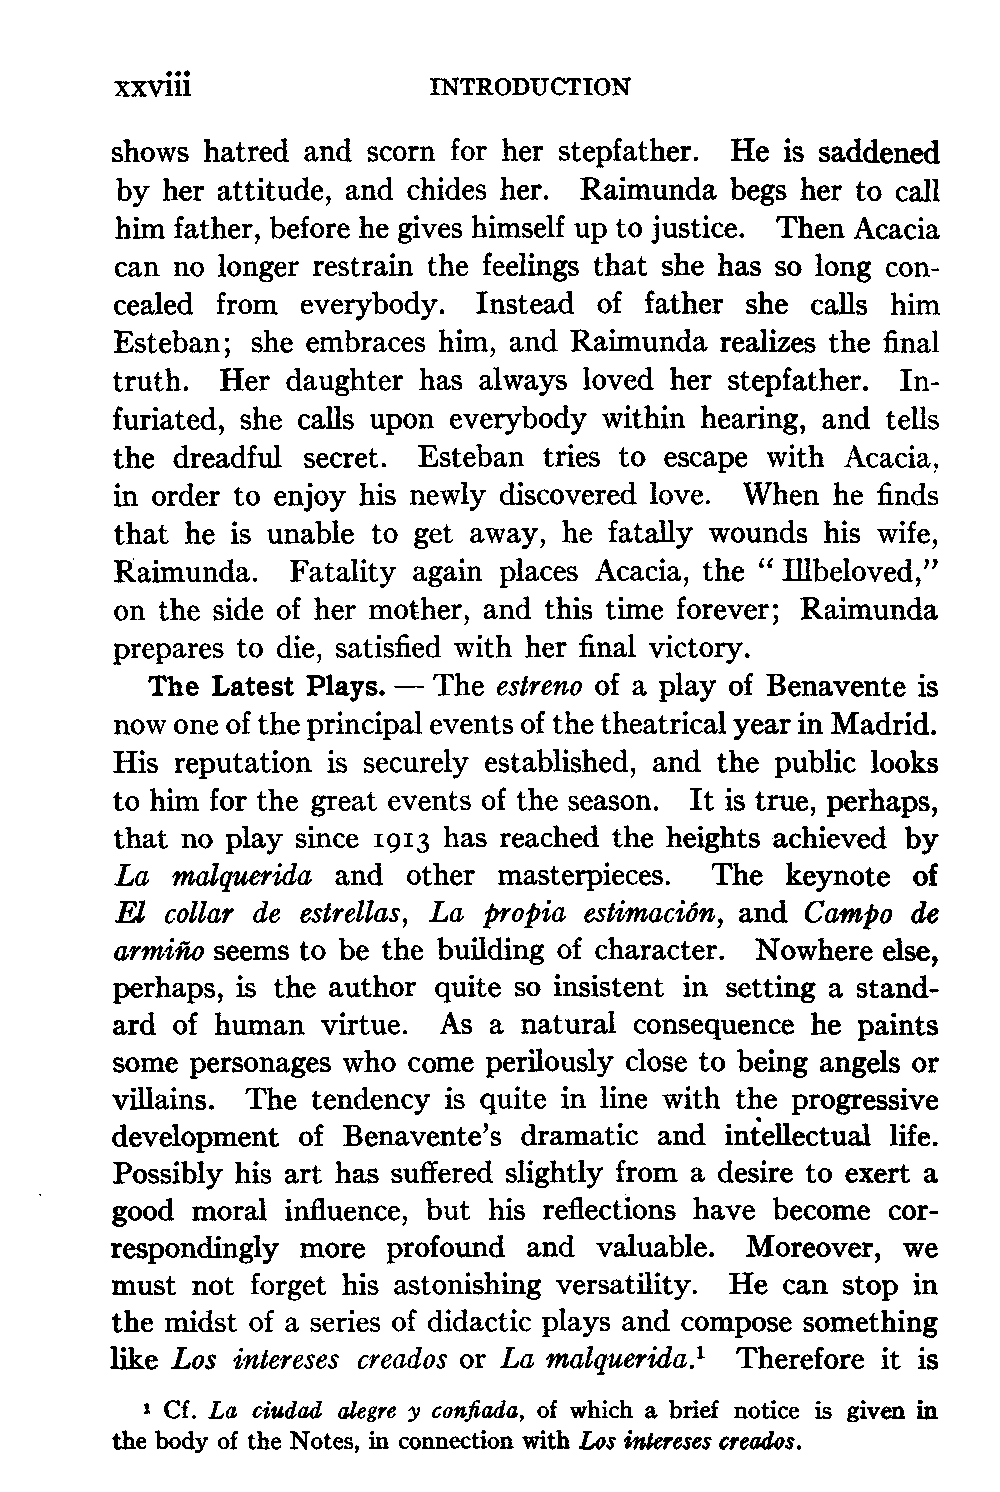 xxviii INTRODUCTION
shows hatred and scorn for her stepfather. He is saddened
by her attitude, and chides her. Raimunda begs her to call
him father, before he gives himself up to justice. Then Acacia
can no longer restrain the feelings that she has so long con-
cealed from everybody. Instead of father she calls him
Esteban; she embraces him, and Raimunda realizes the final
truth. Her daughter has always loved her stepfather. In-
furiated, she calls upon everybody within hearing, and tells
the dreadful secret. Esteban tries to escape with Acacia,
in order to enjoy his newly discovered love. When he finds
that he is unable to get away, he fatally wounds his wife,
Raimunda. Fatality again places Acacia, the “ Illbeloved,”
on the side of her mother, and this time forever; Raimunda
prepares to die, satisfied with her final victory.
The Latest Plays. — The estreno of a play of Benavente is
now one of the principal events of the theatrical year in Madrid.
His reputation is securely established, and the public looks
to him for the great events of the season. It is true, perhaps,
that no play since 1913 has reached the heights achieved by
La malquerida and other masterpieces. The keynote of
El collar de estrellas, La propia estimación, and Campo de
armiño seems to be the building of character. Nowhere else,
perhaps, is the author quite so insistent in setting a stand-
ard of human virtue. As a natural consequence he paints
some personages who come perilously close to being angels or
villains. The tendency is quite in line with the progressive
development of Benavente’s dramatic and intellectual life.
Possibly his art has suffered slightly from a desire to exert a
good moral influence, but his reflections have become cor-
respondingly more profound and valuable. Moreover, we
must not forget his astonishing versatility. He can stop in
the midst of a series of didactic plays and compose something
like Los intereses creados or La malquerida.¹ Therefore it is
¹ Cf. La ciudad alegre y confiada, of which a brief notice is given in
the body of the Notes, in connection with Los intereses creados.